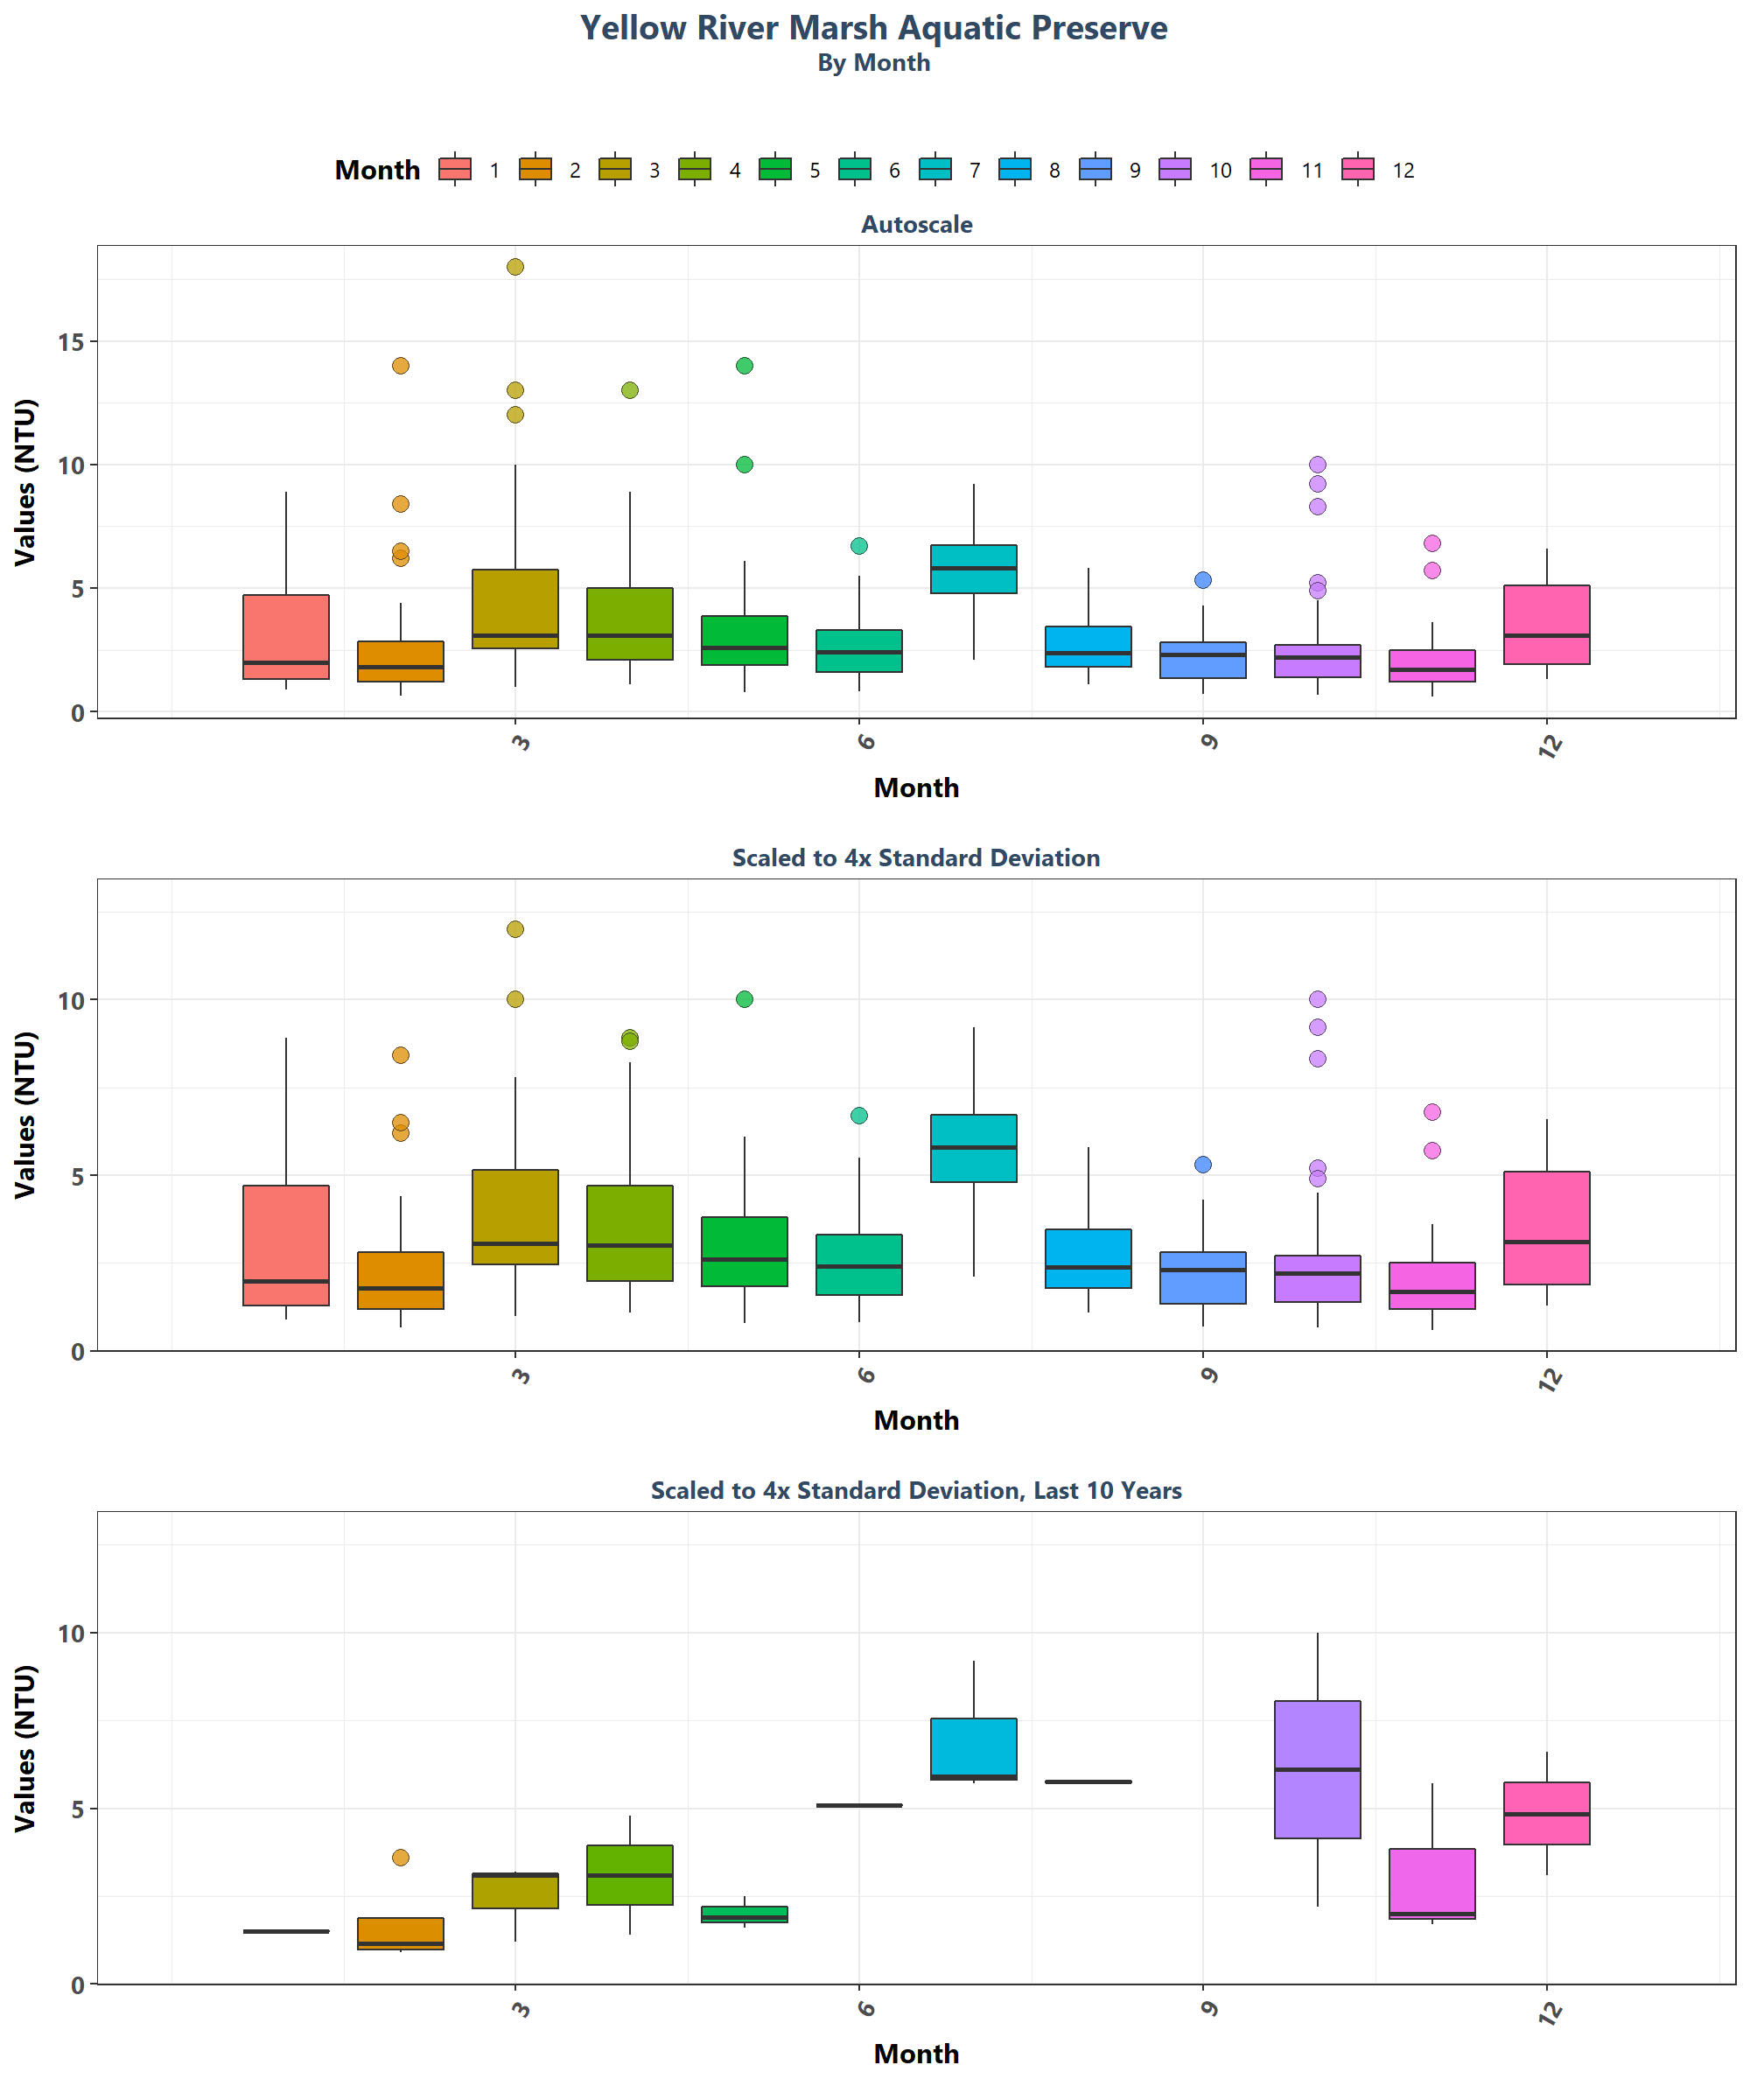 Yellow River Marsh Aquatic Preserve
By Month
Month 1 2 3 4 5 6 7 8 9 10 11 12
Autoscale
Values (NTU)
15
10
5
0
3 6 9 12
Month
Scaled to 4x Standard Deviation
Values (NTU)
10
5
0
3 6 9 12
Month
Scaled to 4x Standard Deviation, Last 10 Years
Values (NTU)
10
5
0
3 6 9 12
Month